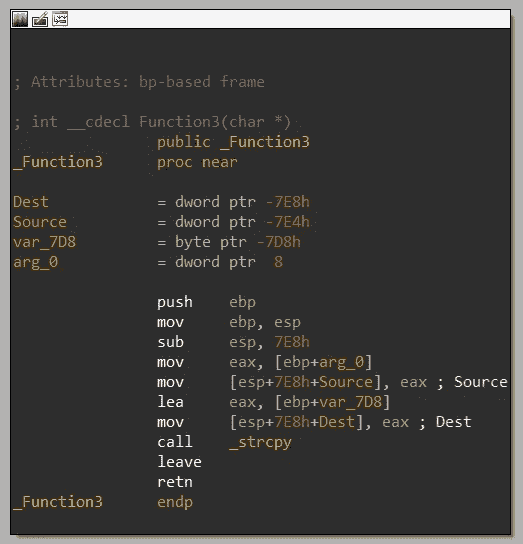 ; Attributes: bp-based frame
; int __cdecl Function3(char *)
public _Function3
_Function3 proc near
Dest = dword ptr -7E8h
Source = dword ptr -7E4h
var_7D8 = byte ptr -7D8h
arg_0 = dword ptr 8
push ebp
mov ebp, esp
sub esp, 7E8h
mov eax, [ebp+arg_0]
mov [esp+7E8h+Source], eax ; Source
lea eax, [ebp+var_7D8]
mov [esp+7E8h+Dest], eax ; Dest
call _strcpy
leave
retn
_Function3 endp